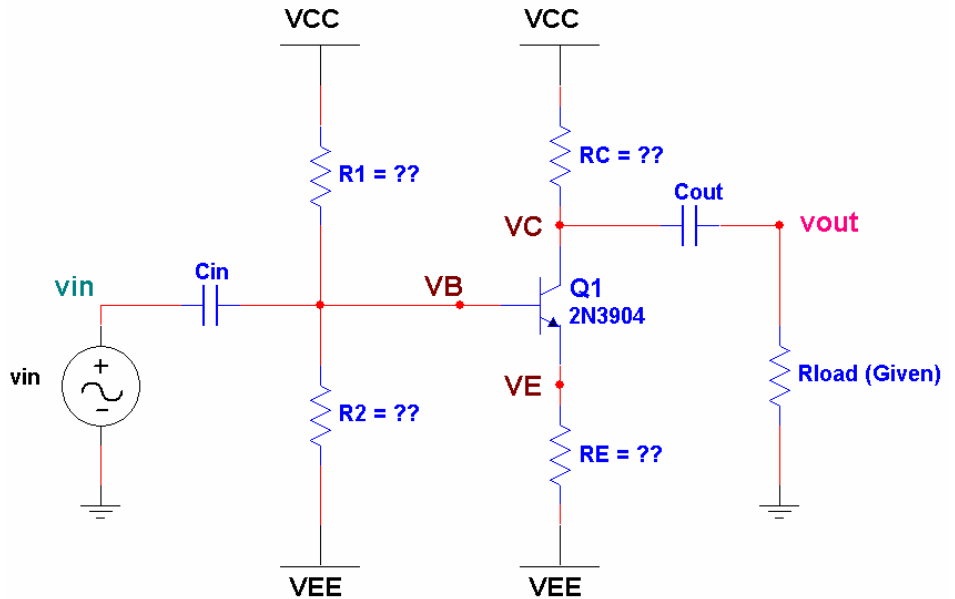 VCC
VCC
R1 = ??
RC = ??
Cout
VC
vout
vin
Cin
VB
Q1
2N3904
vin
+
-
VE
Rload (Given)
R2 = ??
RE = ??
VEE
VEE